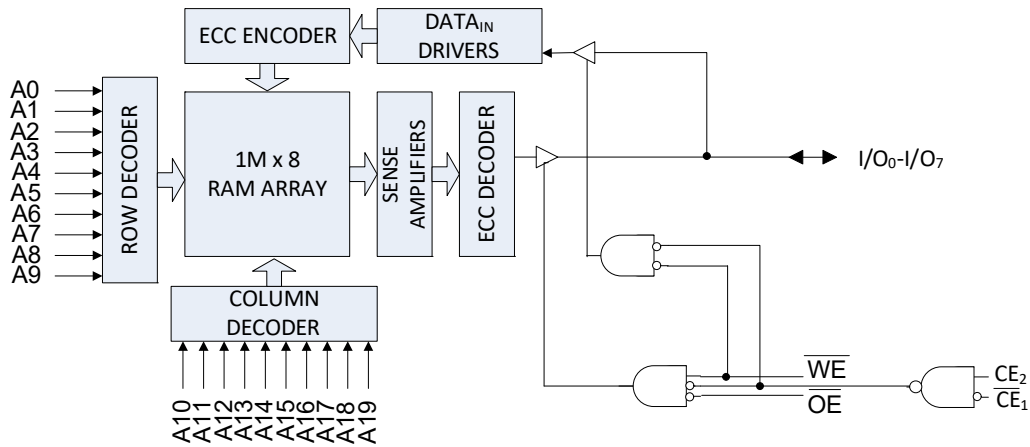 ECC ENCODER
DATAIN
DRIVERS
A0
A1
A2
A3
A4
A5
A6
A7
A8
A9
ROW DECODER
1M x 8
RAM ARRAY
SENSE
AMPLIFIERS
ECC DECODER
I/O0-I/O7
COLUMN
DECODER
A10
A11
A12
A13
A14
A15
A16
A17
A18
A19
WE
OE
CE2
CE1